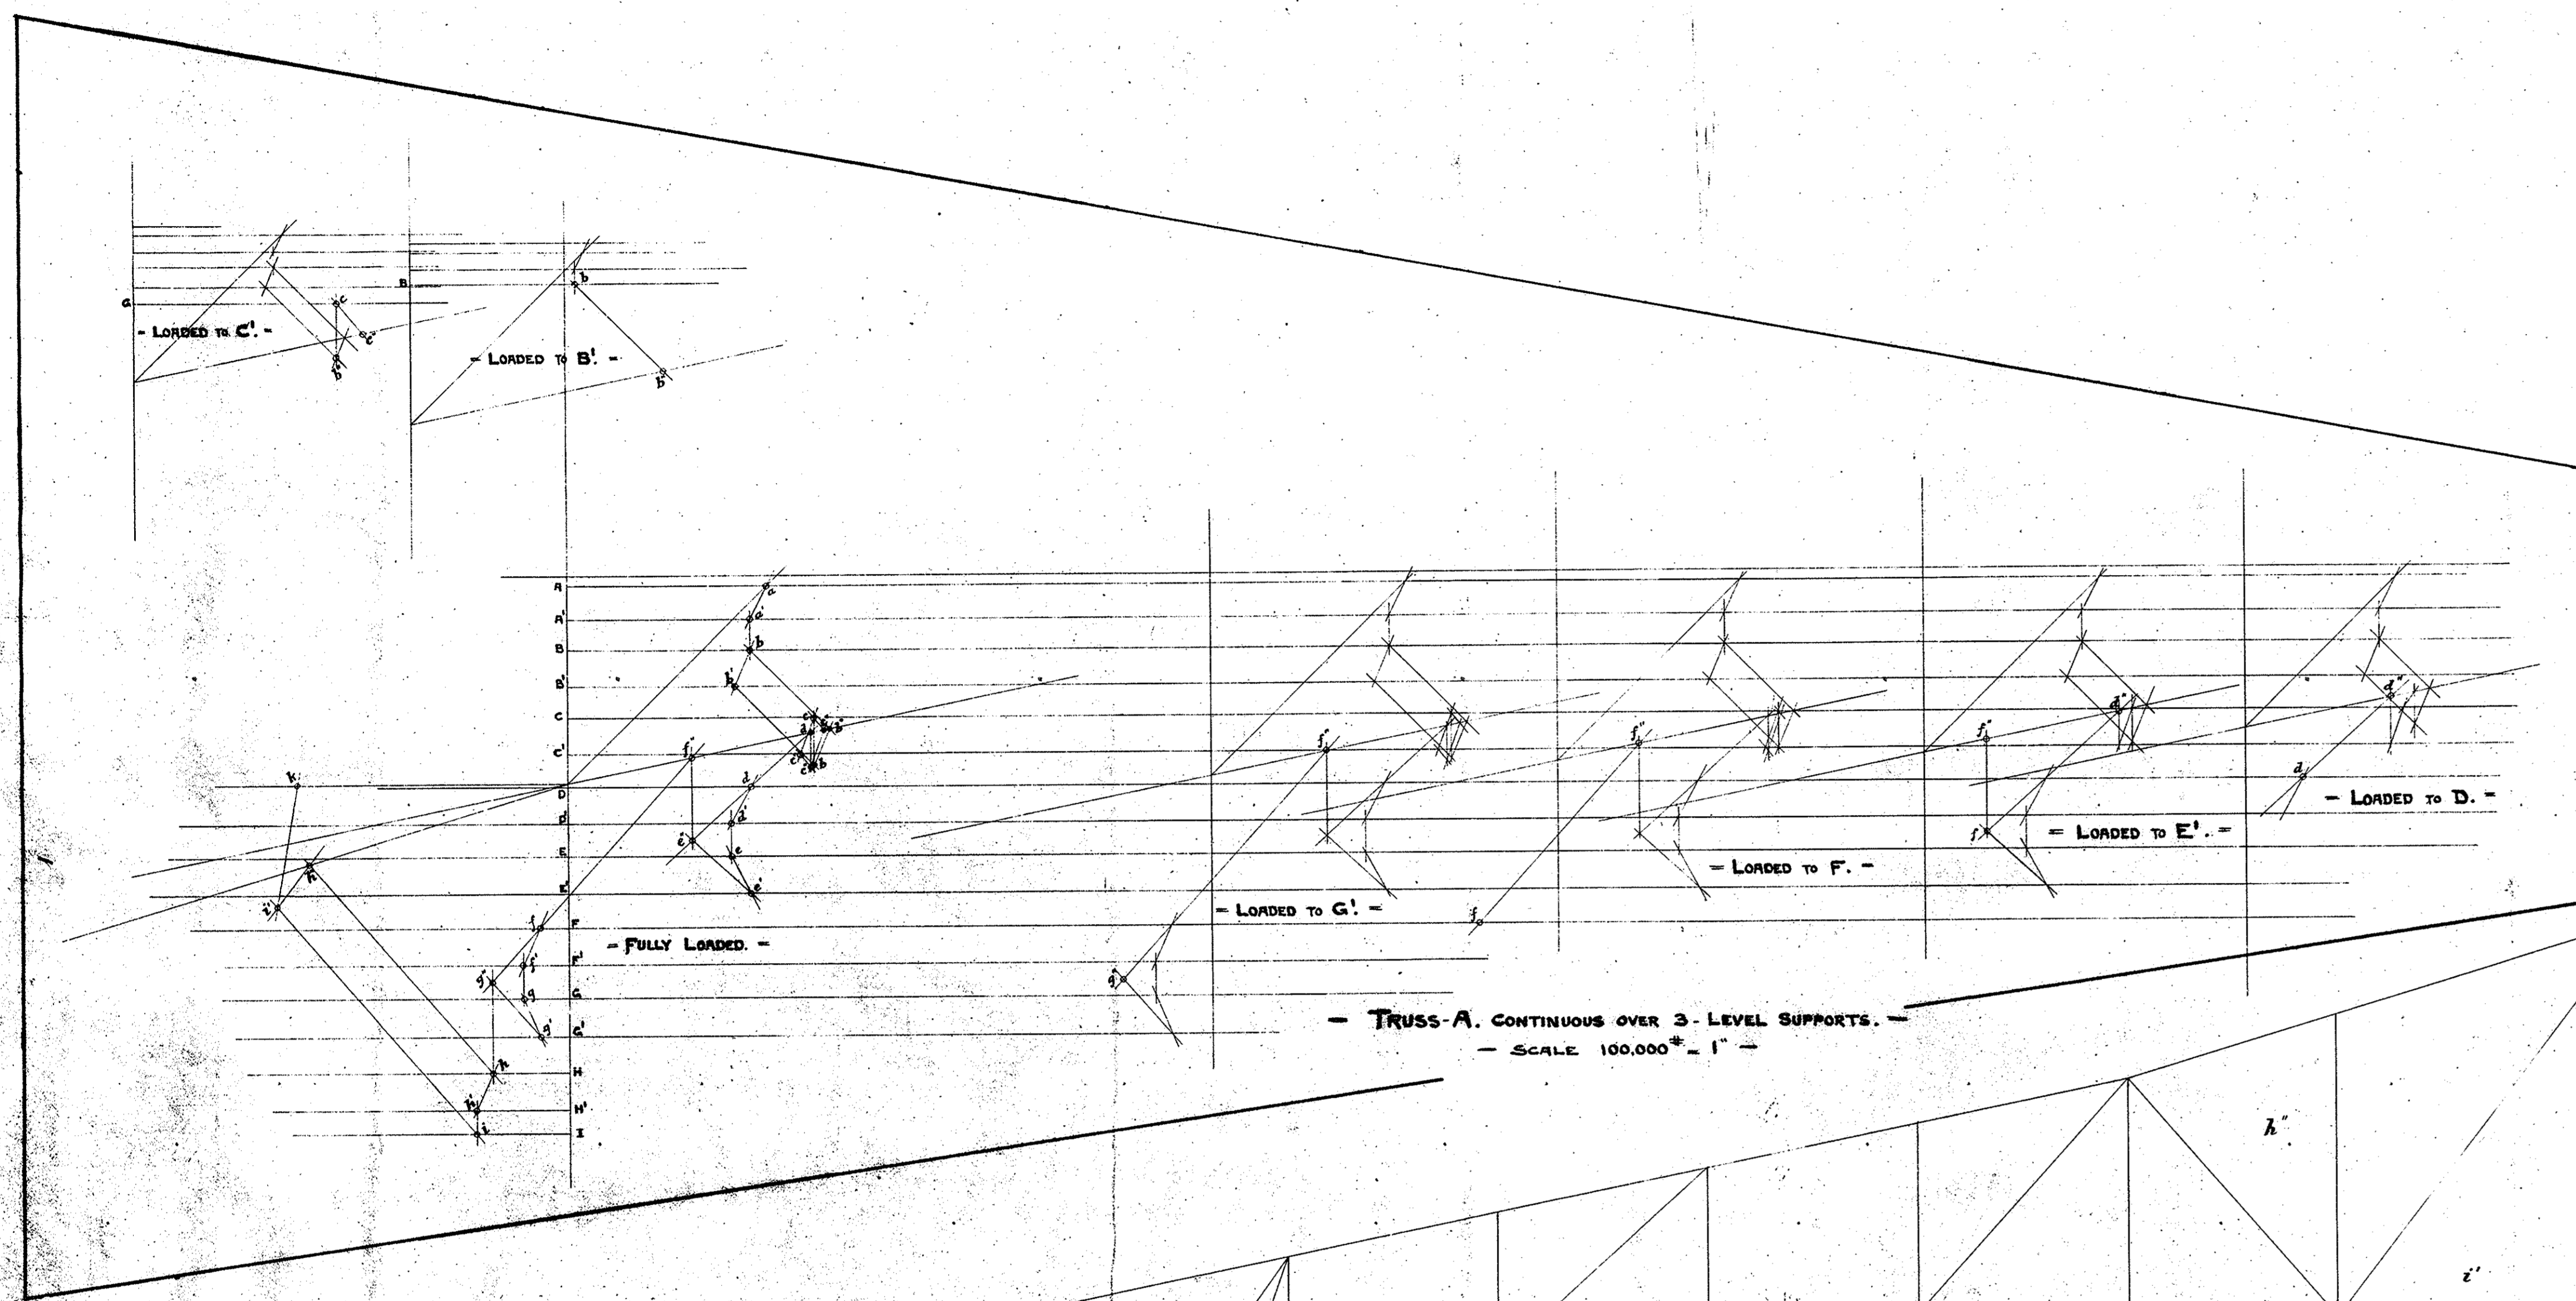 - LOADED TO C'. -
- LOADED TO B'. -
G
B
c
c"
b"
b
b"
A
A'
B
B'
C
C'
D
D'
E
E'
F
F'
G
G'
H
H'
I
a
a'
b
b'
d
d'
e
e'
e"
f"
f
f'
g"
g
g'
h
h'
i
k
h"
i'
- FULLY LOADED. -
f"
g"
= LOADED TO G'. =
f"
f
= LOADED TO F. -
d"
f"
f
= LOADED TO E'. =
d"
d
- LOADED TO D. -
- TRUSS-A. CONTINUOUS OVER 3-LEVEL SUPPORTS. -
- SCALE 100,000# = 1" -
h"
i'